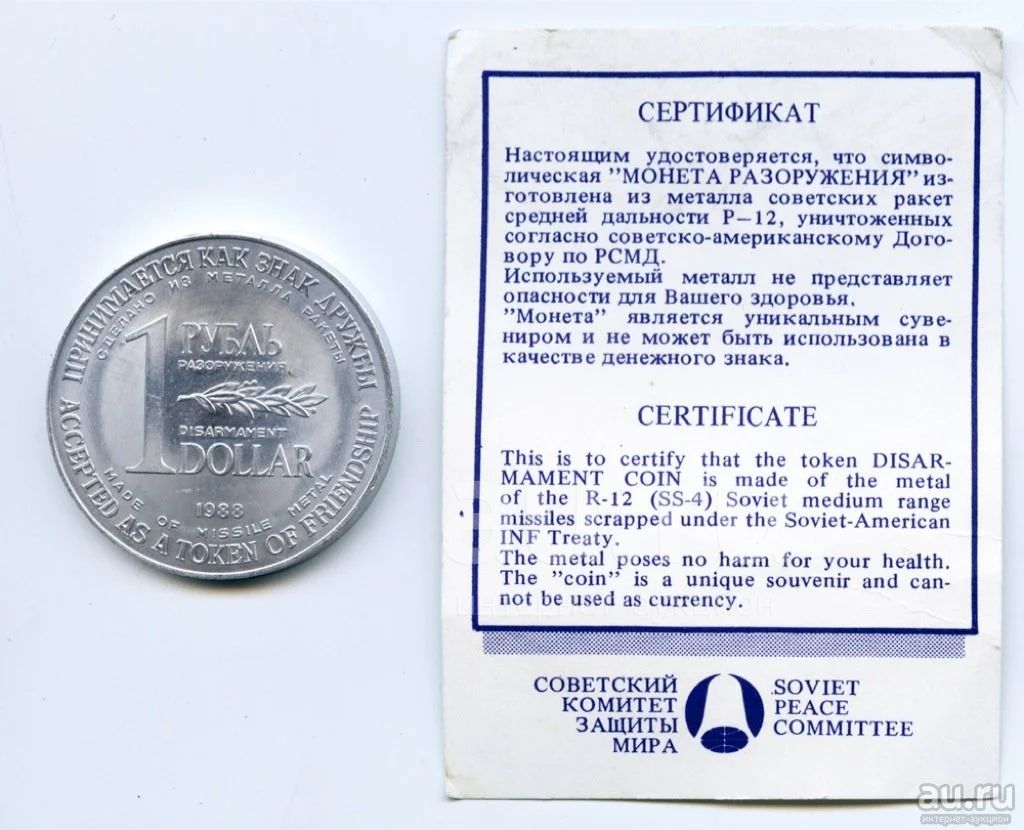 ПРИНИМАЕТСЯ КАК ЗНАК ДРУЖБЫ
СДЕЛАНО ИЗ МЕТАЛЛА РАКЕТЫ
1
РУБЛЬ
РАЗОРУЖЕНИЯ
DISARMAMENT
DOLLAR
1988
MADE OF MISSILE METAL
ACCEPTED AS A TOKEN OF FRIENDSHIP
СЕРТИФИКАТ
Настоящим удостоверяется, что симво-
лическая "МОНЕТА РАЗОРУЖЕНИЯ" из-
готовлена из металла советских ракет
средней дальности Р—12, уничтоженных
согласно советско-американскому Дого-
вору по РСМД.
Используемый металл не представляет
опасности для Вашего здоровья.
"Монета" является уникальным суве-
ниром и не может быть использована в
качестве денежного знака.
CERTIFICATE
This is to certify that the token DISAR-
MAMENT COIN is made of the metal
of the R-12 (SS-4) Soviet medium range
missiles scrapped under the Soviet-American
INF Treaty.
The metal poses no harm for your health.
The "coin" is a unique souvenir and can-
not be used as currency.
СОВЕТСКИЙ
КОМИТЕТ
ЗАЩИТЫ
МИРА
SOVIET
PEACE
COMMITTEE
au.ru
интернет-аукцион